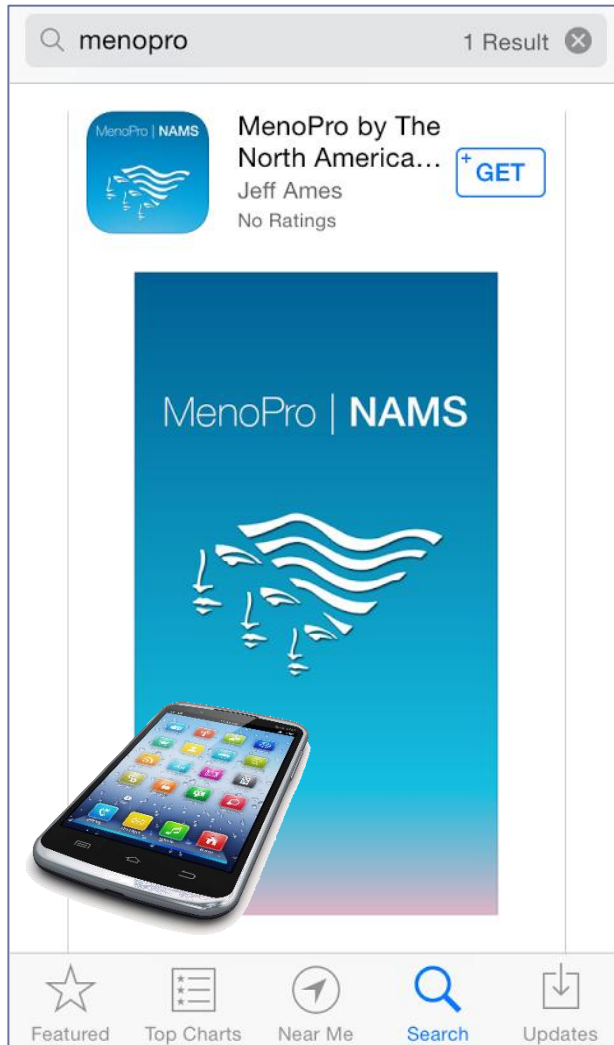 menopro 1 Result
MenoPro | NAMS
MenoPro by The
North America...
Jeff Ames
No Ratings
GET
MenoPro | NAMS
Featured Top Charts Near Me Search Updates